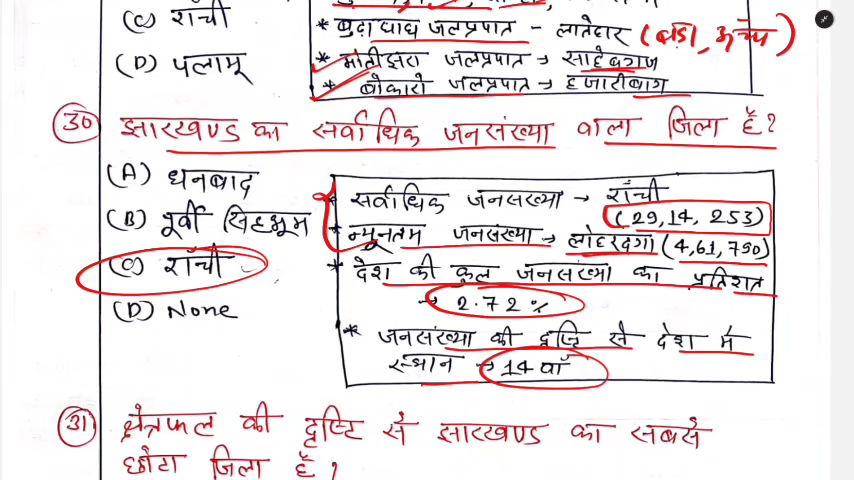 (C) राँची
* बुढ़ाघाघ जलप्रपात - लातेहार
* मोतीझरा जलप्रपात → साहेबगंज
* बोकारो जलप्रपात → हजारीबाग
30 झारखण्ड का सर्वाधिक जनसंख्या वाला जिला है?
(D) पलामू
(A) धनबाद
(B) पूर्वी सिंहभूम
(C) राँची
(D) None
* सर्वाधिक जनसंख्या → राँची
(29,14,253)
* न्यूनतम जनसंख्या → लोहरदगा (4,61,790)
* देश की कुल जनसंख्या का प्रतिशत
→ 2.72%
* जनसंख्या की दृष्टि से देश में
स्थान → 14 वाँ
31 क्षेत्रफल की दृष्टि से झारखण्ड का सबसे
छोटा जिला है?